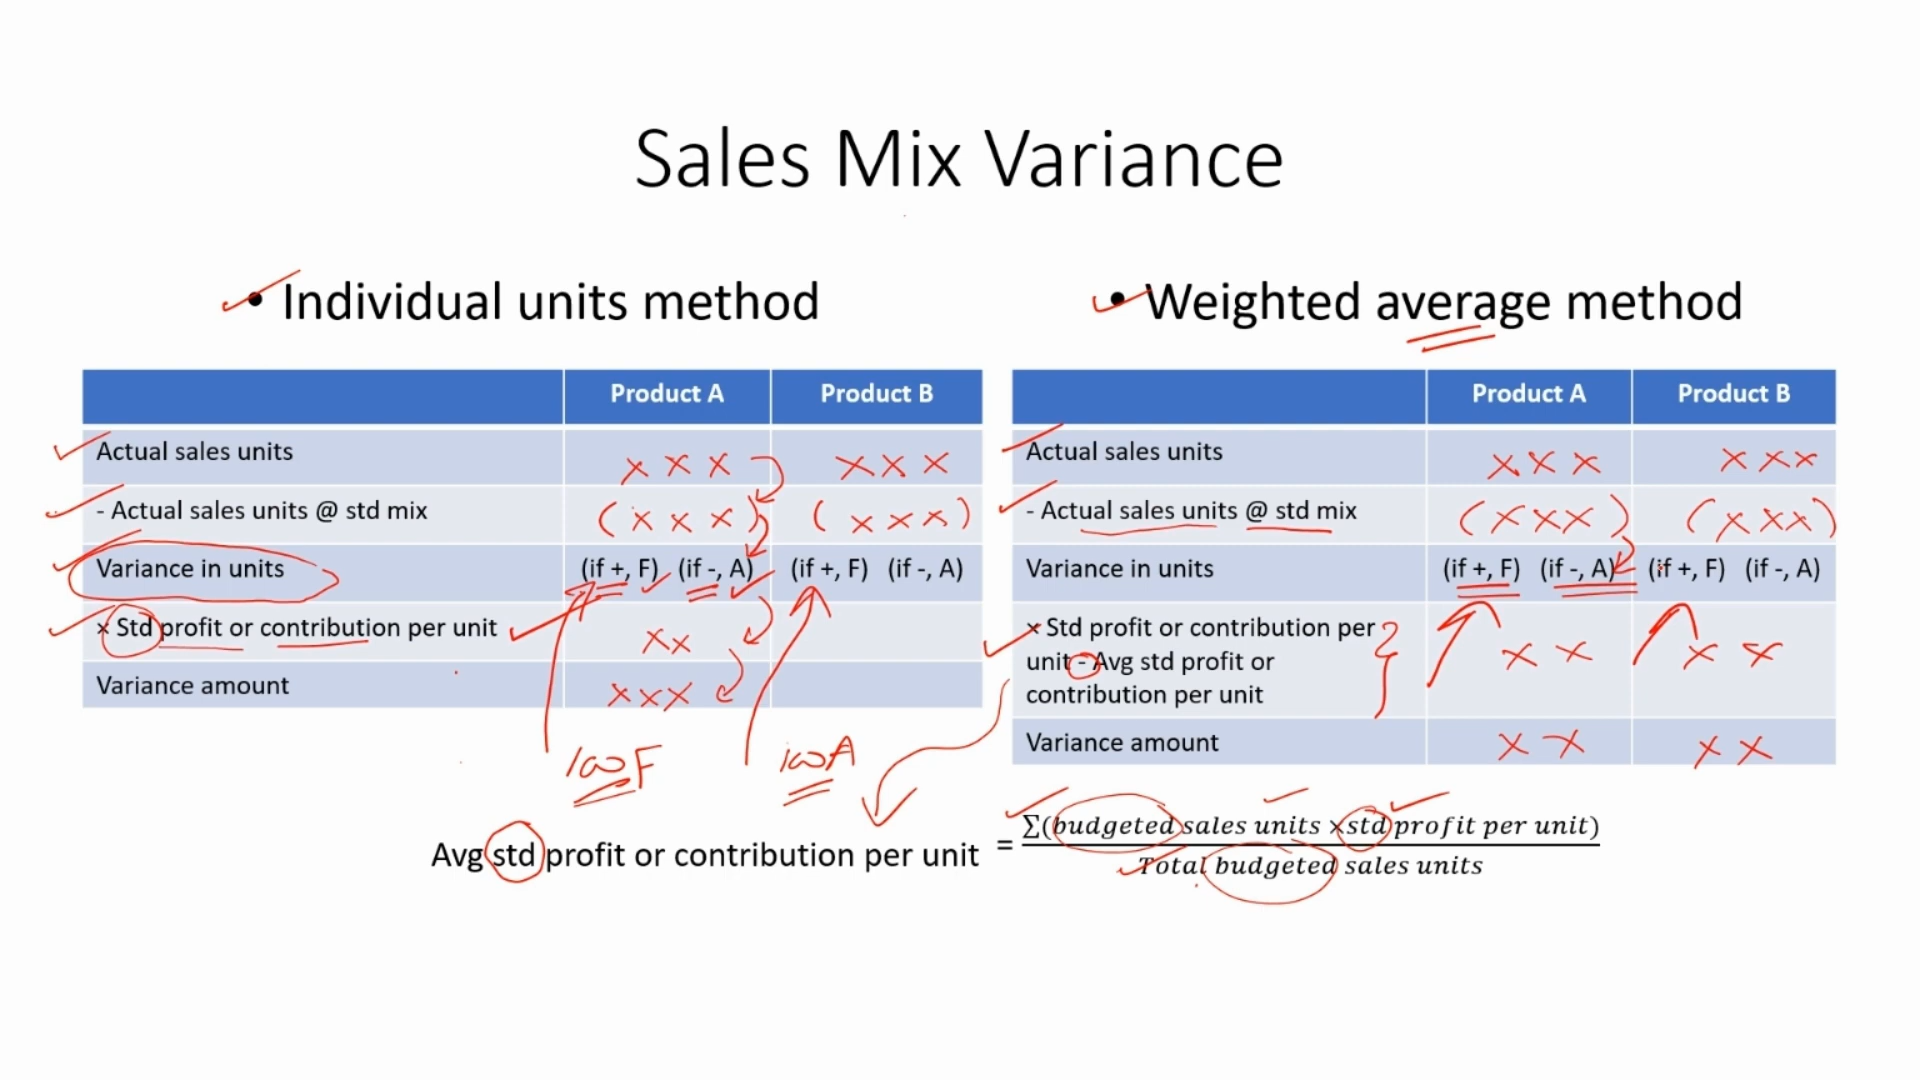 Sales Mix Variance
• Individual units method
Product A Product B
Actual sales units x x x x x x
- Actual sales units @ std mix (x x x) (x x x)
Variance in units (if +, F) (if -, A) (if +, F) (if -, A)
× Std profit or contribution per unit xx
Variance amount xxx
100F 100A
• Weighted average method
Product A Product B
Actual sales units x x x x x x
- Actual sales units @ std mix (xxx) (xxx)
Variance in units (if +, F) (if -, A) (if +, F) (if -, A)
× Std profit or contribution per
unit - Avg std profit or x x x x
contribution per unit
Variance amount x x x x
Avg std profit or contribution per unit =
∑(budgeted sales units ×std profit per unit)
Total budgeted sales units